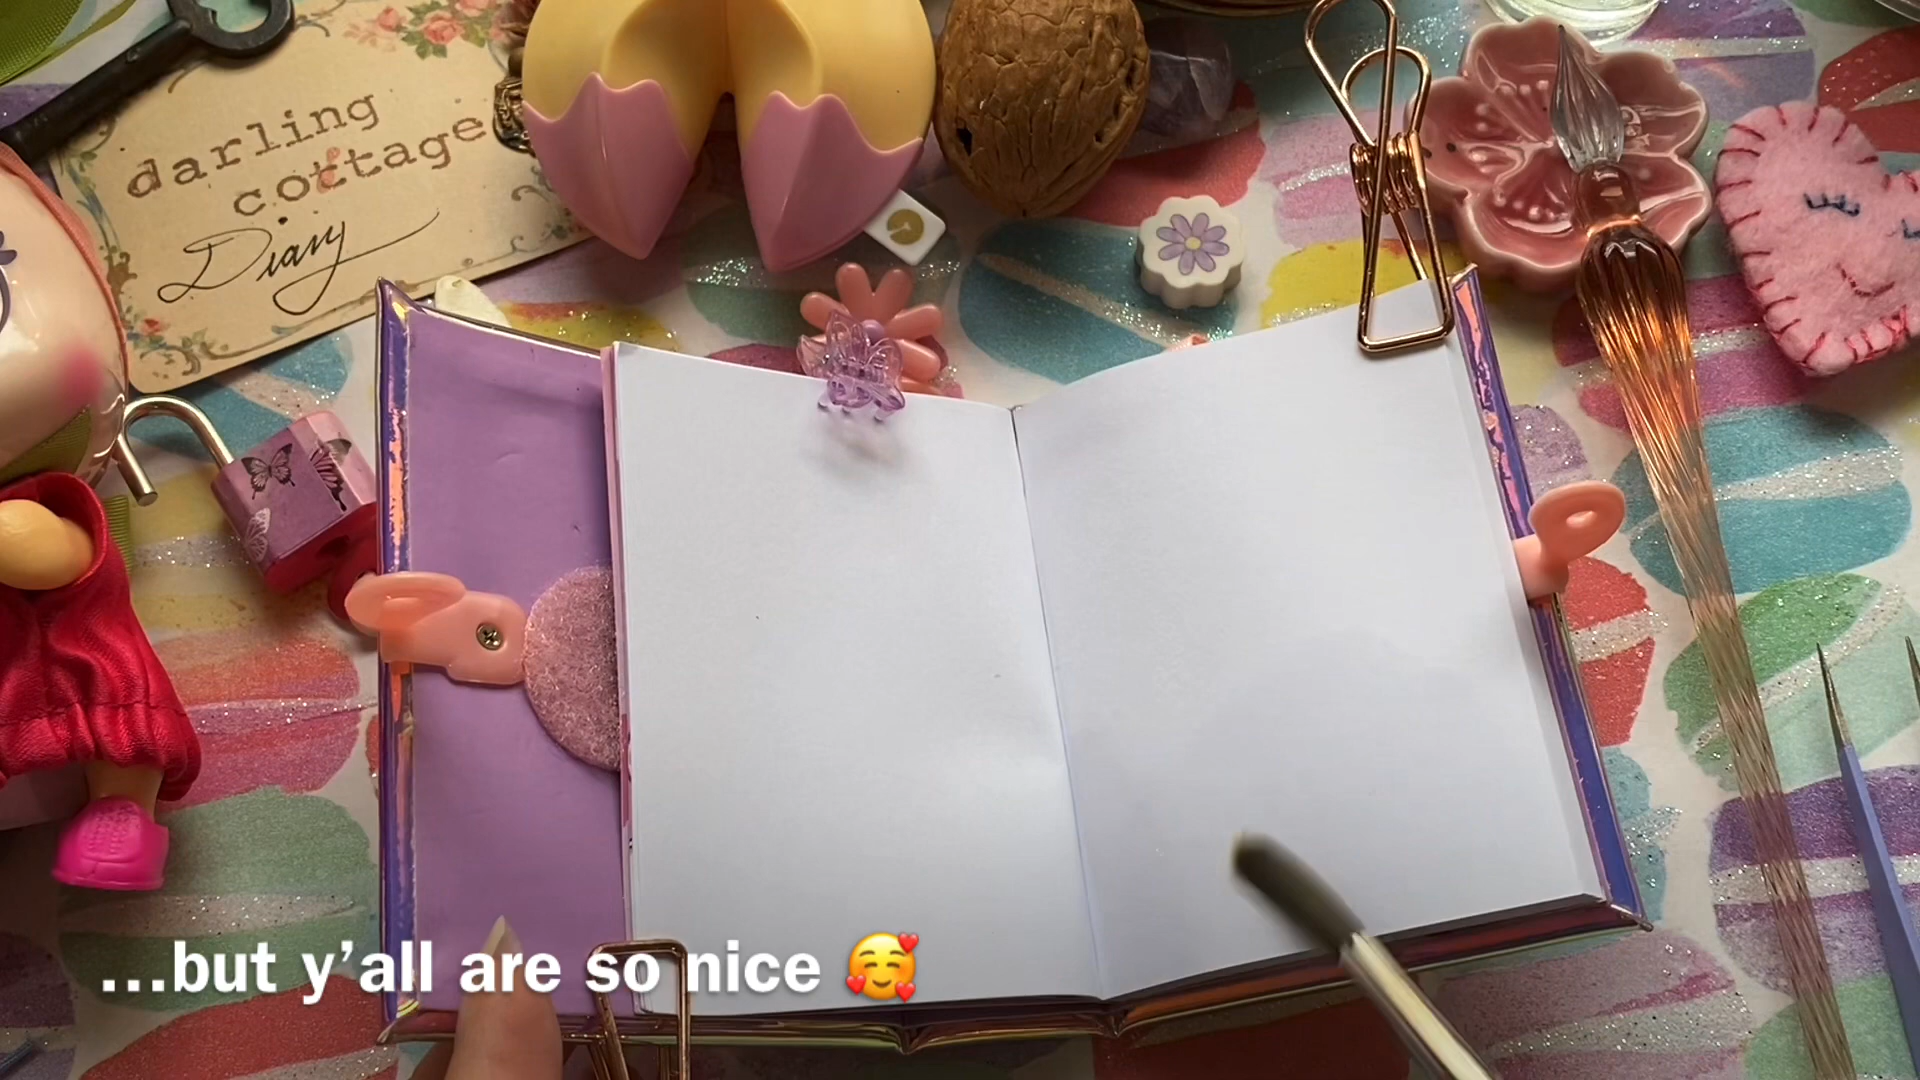 darling
cottage
Diary
...but y'all are so nice 🥰